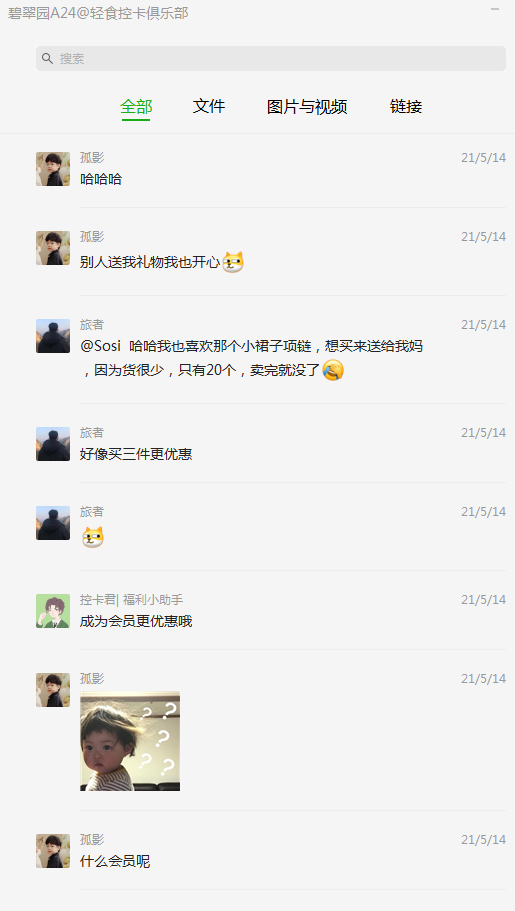 碧翠园A24@轻食控卡俱乐部
搜索
全部 文件 图片与视频 链接
孤影 21/5/14
哈哈哈
孤影 21/5/14
别人送我礼物我也开心
旅者 21/5/14
@Sosi 哈哈我也喜欢那个小裙子项链，想买来送给我妈
，因为货很少，只有20个，卖完就没了
旅者 21/5/14
好像买三件更优惠
旅者 21/5/14
控卡君| 福利小助手 21/5/14
成为会员更优惠哦
孤影 21/5/14
? ? ? ? ?
孤影 21/5/14
什么会员呢